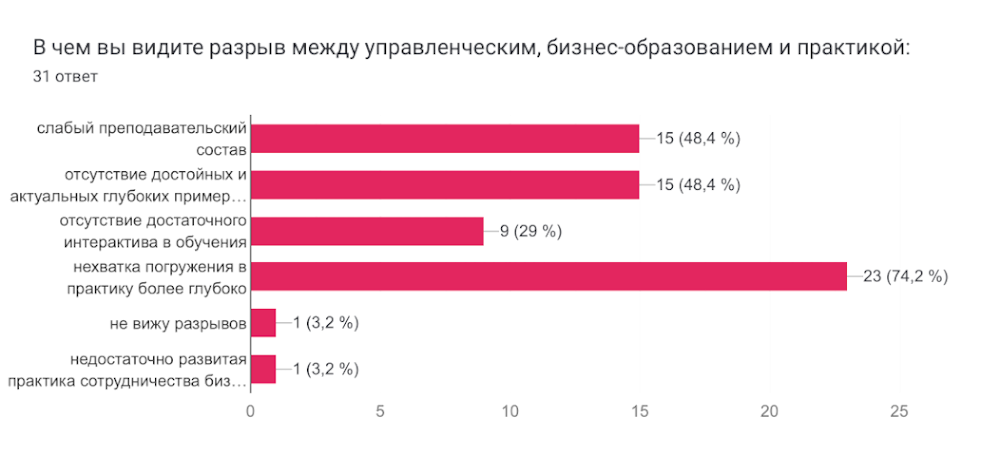 В чем вы видите разрыв между управленческим, бизнес-образованием и практикой:
31 ответ
слабый преподавательский
состав
15 (48,4 %)
отсутствие достойных и
актуальных глубоких пример…
15 (48,4 %)
отсутствие достаточного
интерактива в обучения
9 (29 %)
нехватка погружения в
практику более глубоко
23 (74,2 %)
не вижу разрывов
1 (3,2 %)
недостаточно развитая
практика сотрудничества биз…
1 (3,2 %)
0 5 10 15 20 25